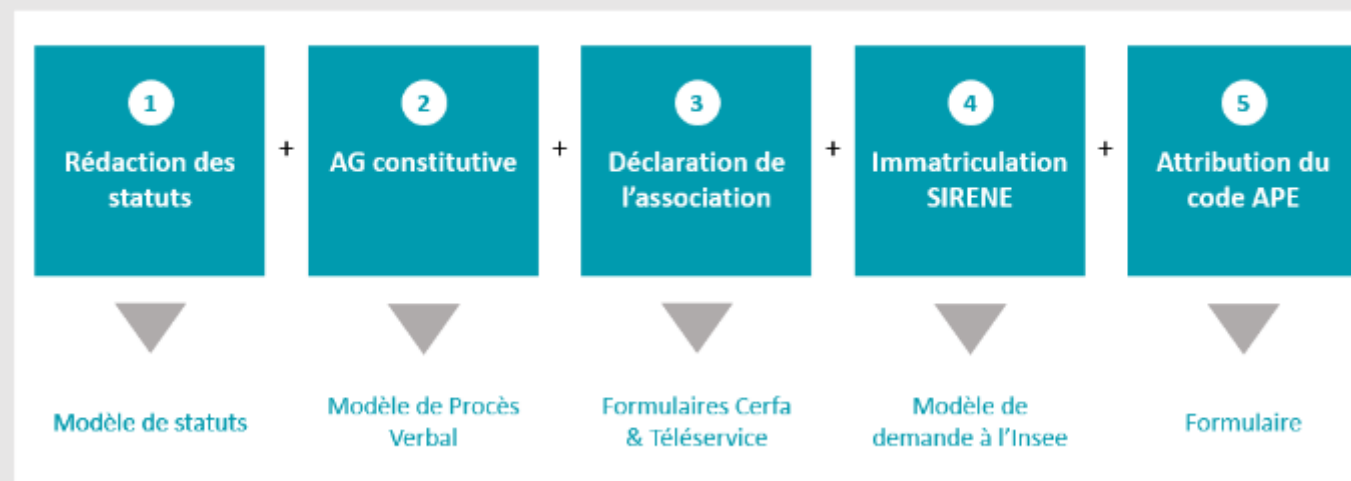 1
Rédaction des
statuts
+
2
AG constitutive
+
3
Déclaration de
l'association
+
4
Immatriculation
SIRENE
+
5
Attribution du
code APE
Modèle de statuts
Modèle de Procès
Verbal
Formulaires Cerfa
& Téléservice
Modèle de
demande à l'Insee
Formulaire